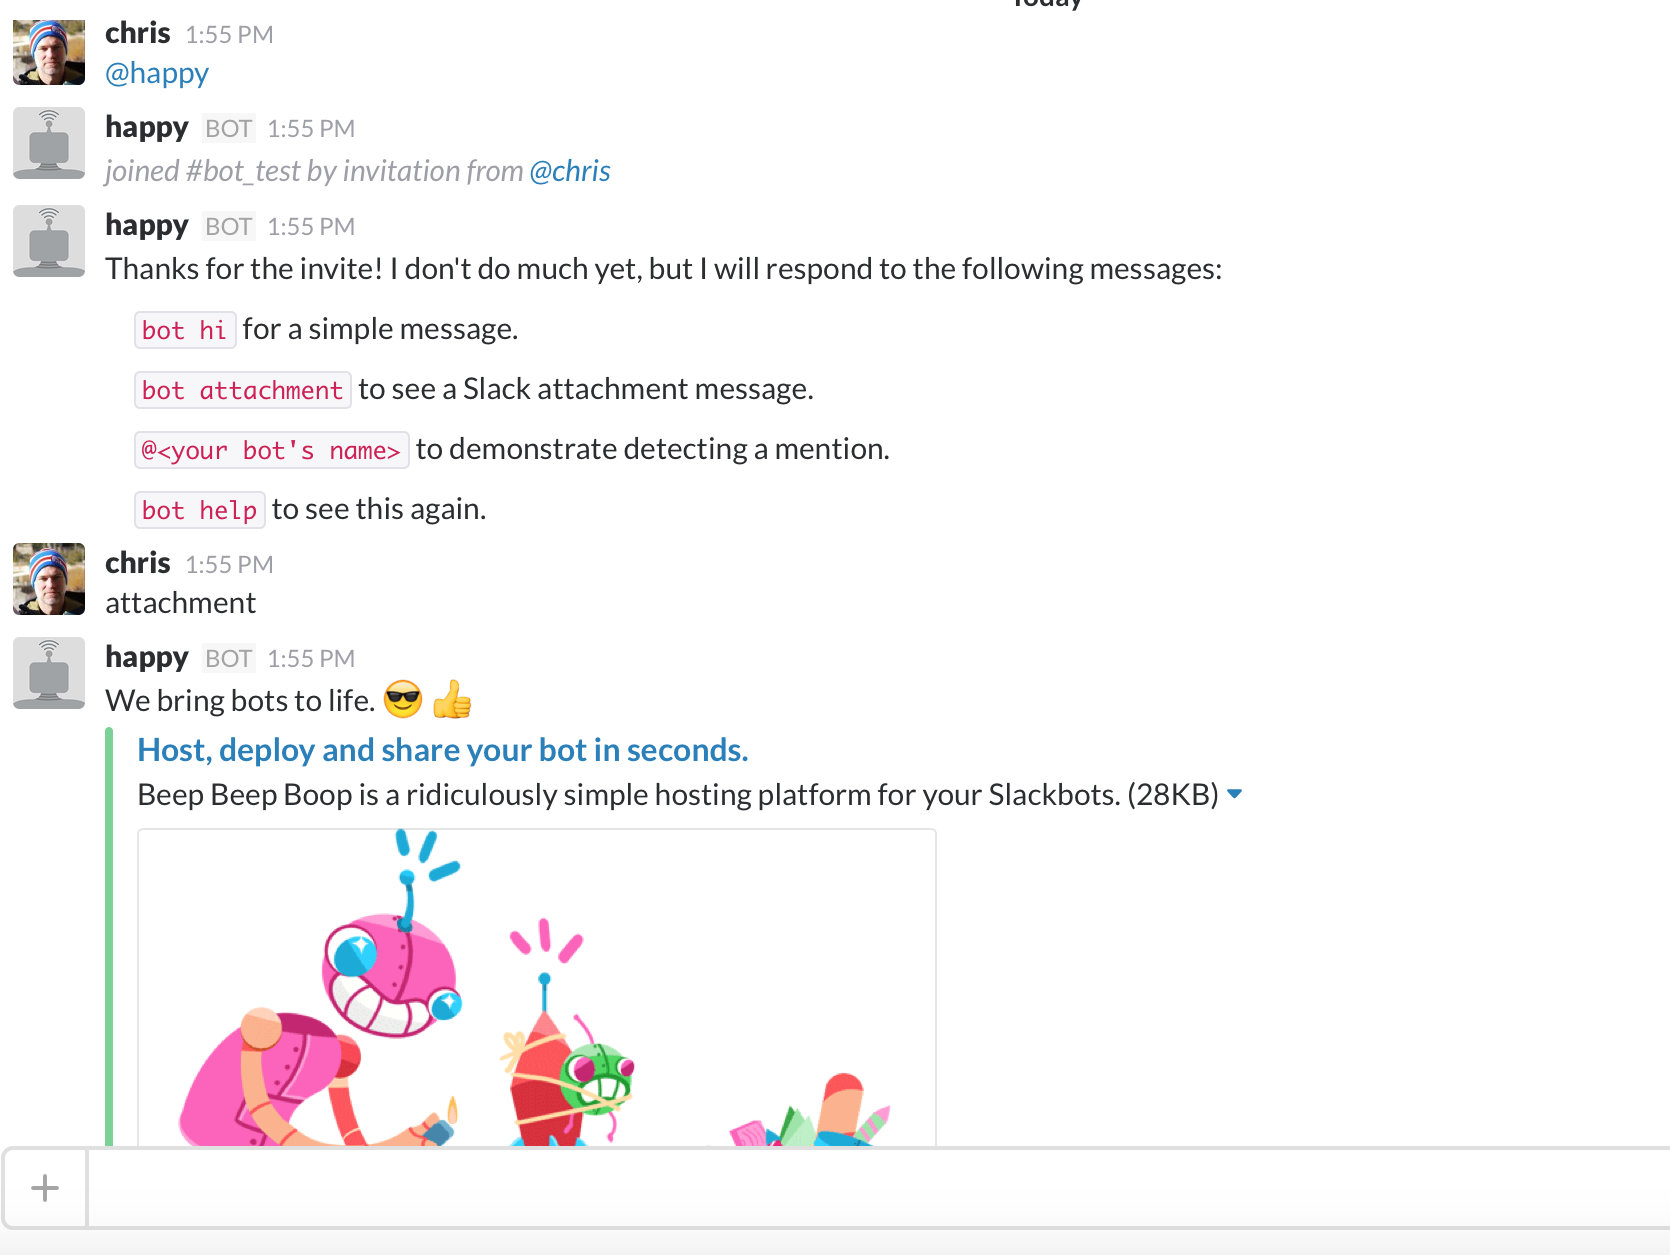 Today
chris 1:55 PM
@happy
happy BOT 1:55 PM
joined #bot_test by invitation from @chris
happy BOT 1:55 PM
Thanks for the invite! I don't do much yet, but I will respond to the following messages:
bot hi for a simple message.
bot attachment to see a Slack attachment message.
@<your bot's name> to demonstrate detecting a mention.
bot help to see this again.
chris 1:55 PM
attachment
happy BOT 1:55 PM
We bring bots to life. 😎 👍
Host, deploy and share your bot in seconds.
Beep Beep Boop is a ridiculously simple hosting platform for your Slackbots. (28KB)